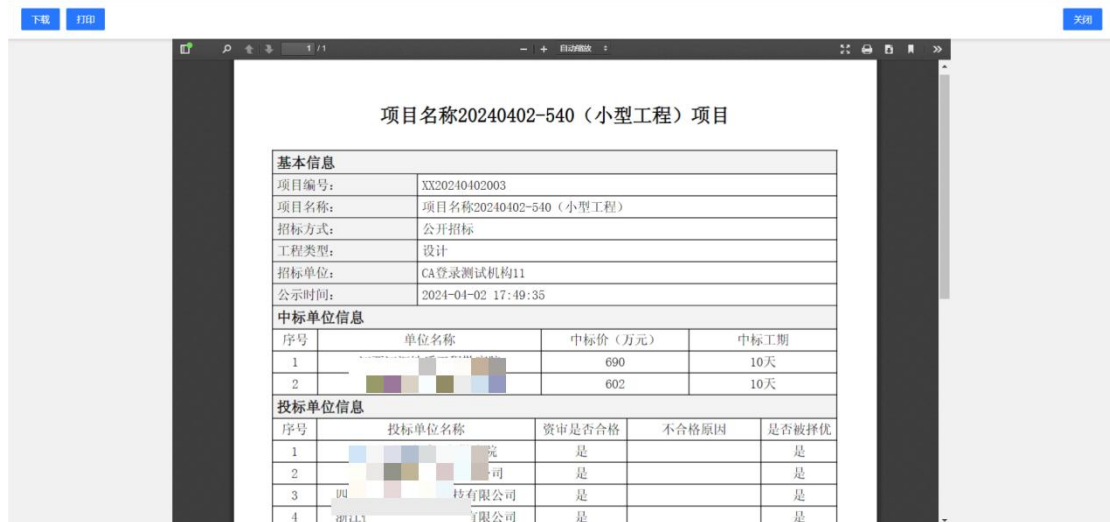 下载 打印 关闭
1 / 1 自动缩放
项目名称20240402-540（小型工程）项目
基本信息
项目编号： XX20240402003
项目名称： 项目名称20240402-540（小型工程）
招标方式： 公开招标
工程类型： 设计
招标单位： CA登录测试机构11
公示时间： 2024-04-02 17:49:35
中标单位信息
序号 单位名称 中标价（万元） 中标工期
1 690 10天
2 602 10天
投标单位信息
序号 投标单位名称 资审是否合格 不合格原因 是否被择优
1 院 是 是
2 司 是 是
3 四 技有限公司 是 是
4 浙江 有限公司 是 是